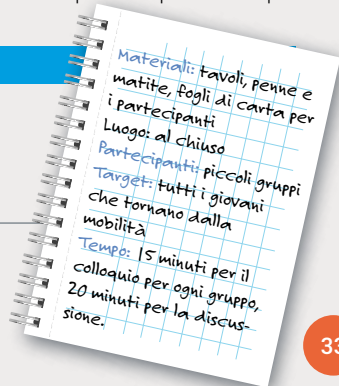 Materiali: tavoli, penne e
matite, fogli di carta per
i partecipanti
Luogo: al chiuso
Partecipanti: piccoli gruppi
Target: tutti i giovani
che tornano dalla
mobilità
Tempo: 15 minuti per il
colloquio per ogni gruppo,
20 minuti per la discus-
sione.
33